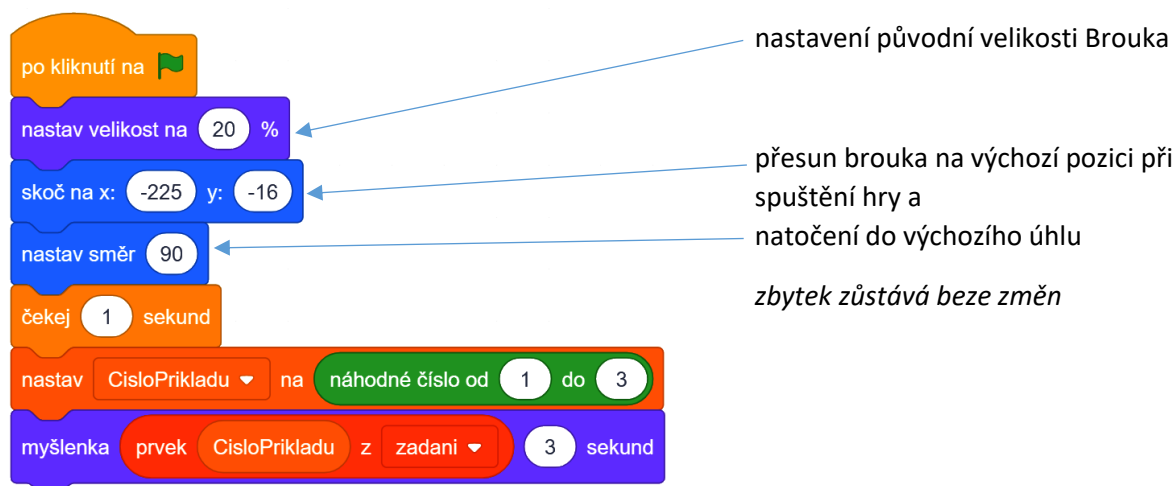 po kliknutí na
nastav velikost na 20 %
skoč na x: -225 y: -16
nastav směr 90
čekej 1 sekund
nastav CisloPrikladu na náhodné číslo od 1 do 3
myšlenka prvek CisloPrikladu z zadani 3 sekund
nastavení původní velikosti Brouka
přesun brouka na výchozí pozici při
spuštění hry a
natočení do výchozího úhlu
zbytek zůstává beze změn